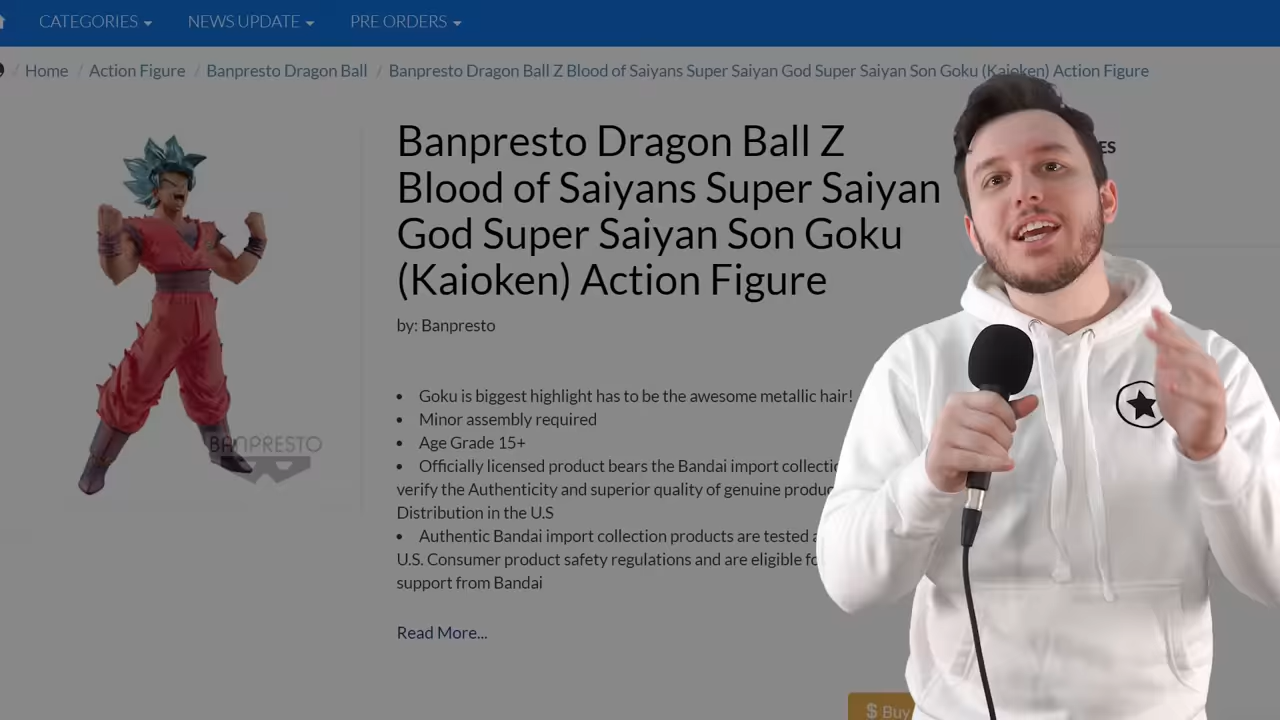 CATEGORIES NEWS UPDATE PRE ORDERS
/ Home / Action Figure / Banpresto Dragon Ball / Banpresto Dragon Ball Z Blood of Saiyans Super Saiyan God Super Saiyan Son Goku (Kaioken) Action Figure
Banpresto Dragon Ball Z
Blood of Saiyans Super Saiyan
God Super Saiyan Son Goku
(Kaioken) Action Figure
by: Banpresto
• Goku is biggest highlight has to be the awesome metallic hair!
• Minor assembly required
• Age Grade 15+
• Officially licensed product bears the Bandai import
verify the Authenticity and superior quality of genuine
Distribution in the U.S
• Authentic Bandai import collection products are tested
U.S. Consumer product safety regulations and are eligible
support from Bandai
Read More...
BANPRESTO
$ Buy